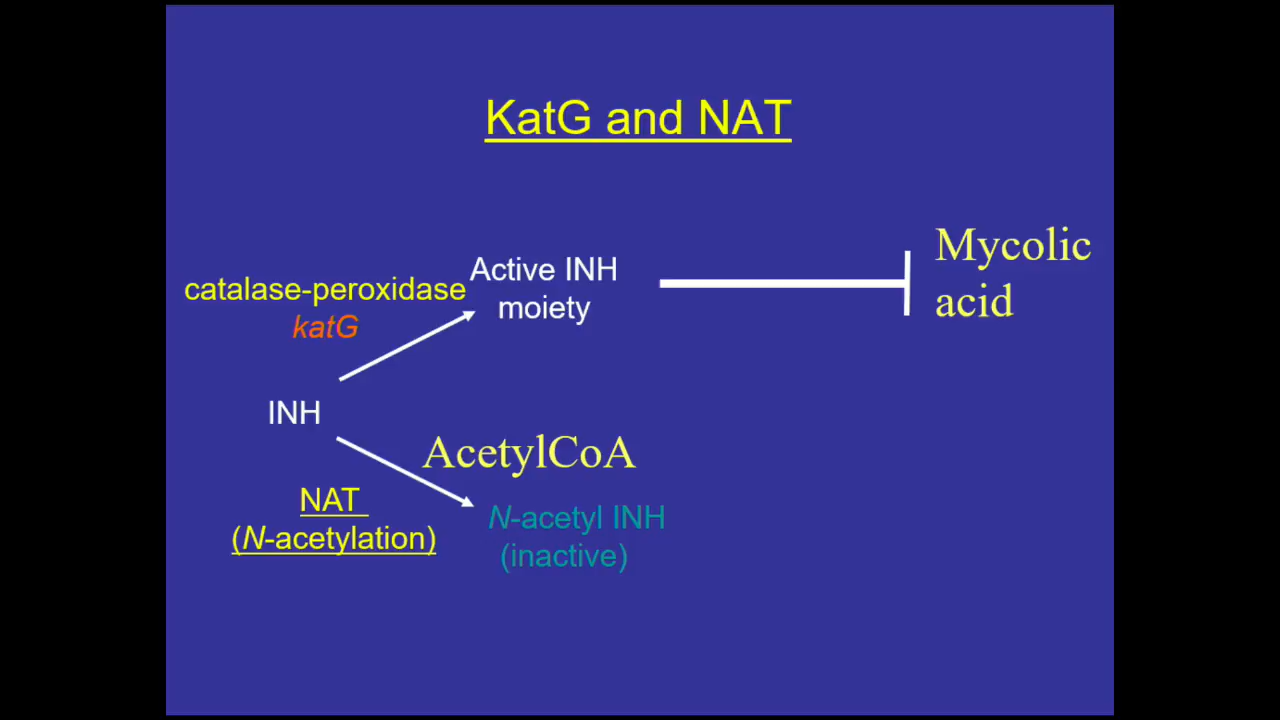 KatG and NAT
catalase-peroxidase
katG
Active INH
moiety
Mycolic
acid
INH
AcetylCoA
NAT
(N-acetylation)
N-acetyl INH
(inactive)